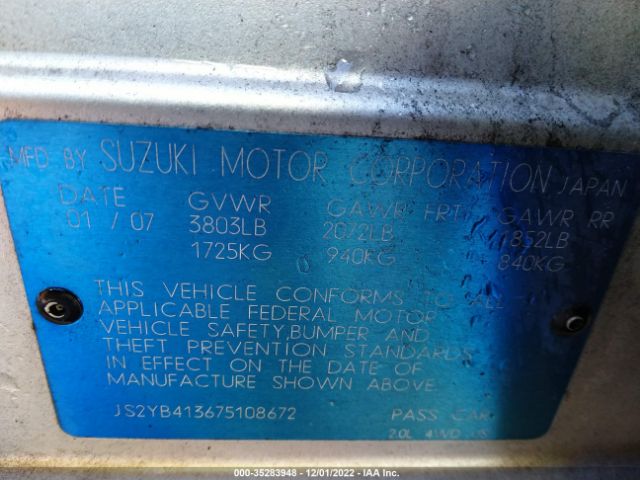 MFD BY SUZUKI MOTOR CORPORATION JAPAN
DATE GVWR GAWR FRT GAWR RR
01 / 07 3803LB 2072LB 1852LB
1725KG 940KG 840KG
THIS VEHICLE CONFORMS TO ALL
APPLICABLE FEDERAL MOTOR
VEHICLE SAFETY,BUMPER AND
THEFT PREVENTION STANDARDS
IN EFFECT ON THE DATE OF
MANUFACTURE SHOWN ABOVE
JS2YB413675108672 PASS CAR
2.0L 4WD US
000-35283948 - 12/01/2022 - IAA Inc.